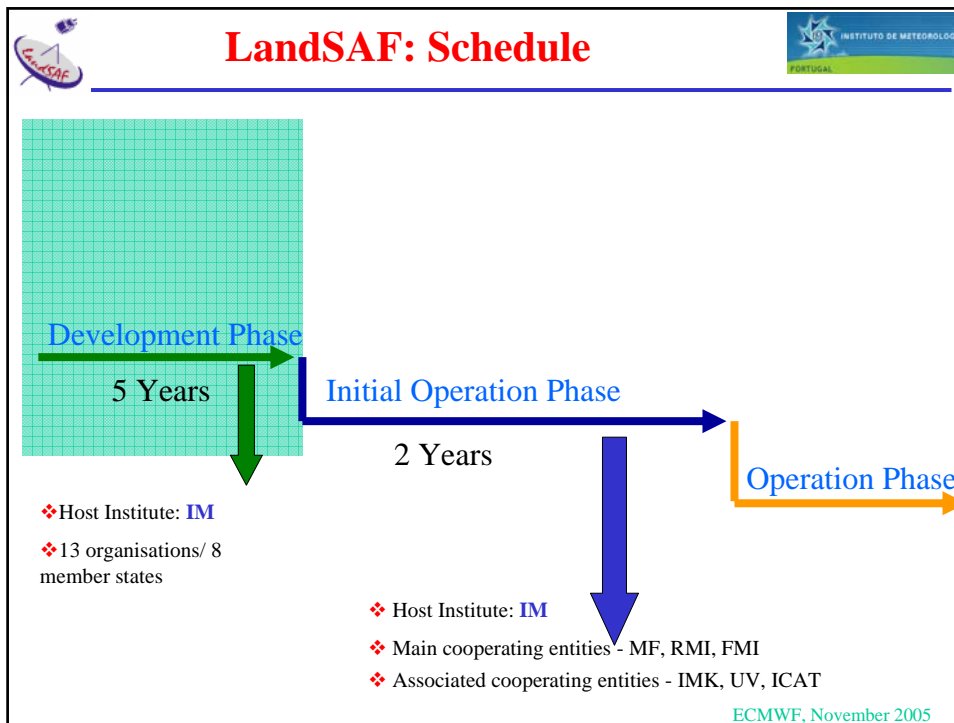 LandSAF: Schedule
LandSAF
INSTITUTO DE METEOROLOG
PORTUGAL
Development Phase
5 Years
Initial Operation Phase
2 Years
Operation Phase
❖Host Institute: IM
❖13 organisations/ 8
member states
❖ Host Institute: IM
❖ Main cooperating entities - MF, RMI, FMI
❖ Associated cooperating entities - IMK, UV, ICAT
ECMWF, November 2005